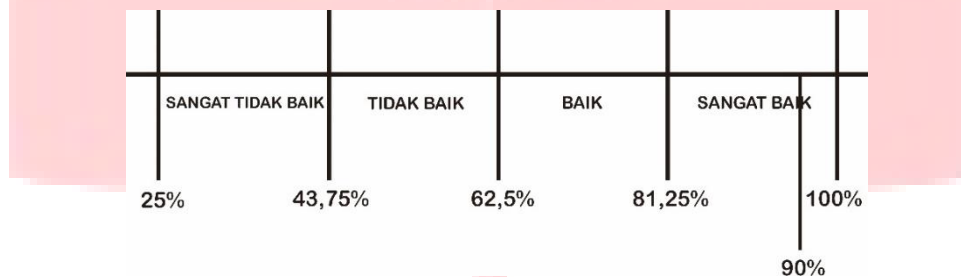 SANGAT TIDAK BAIK TIDAK BAIK BAIK SANGAT BAIK
25% 43,75% 62,5% 81,25% 100%
90%